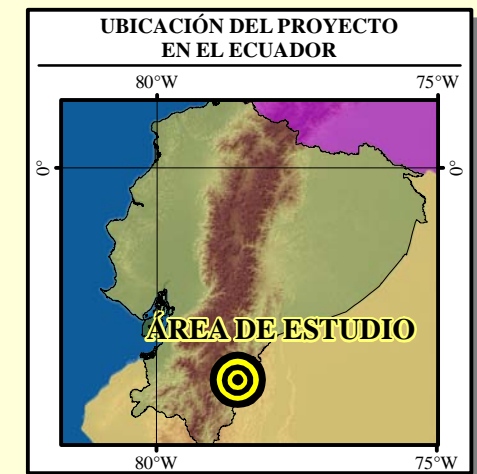 UBICACIÓN DEL PROYECTO
EN EL ECUADOR
80°W 75°W
0° 0°
ÁREA DE ESTUDIO
80°W 75°W